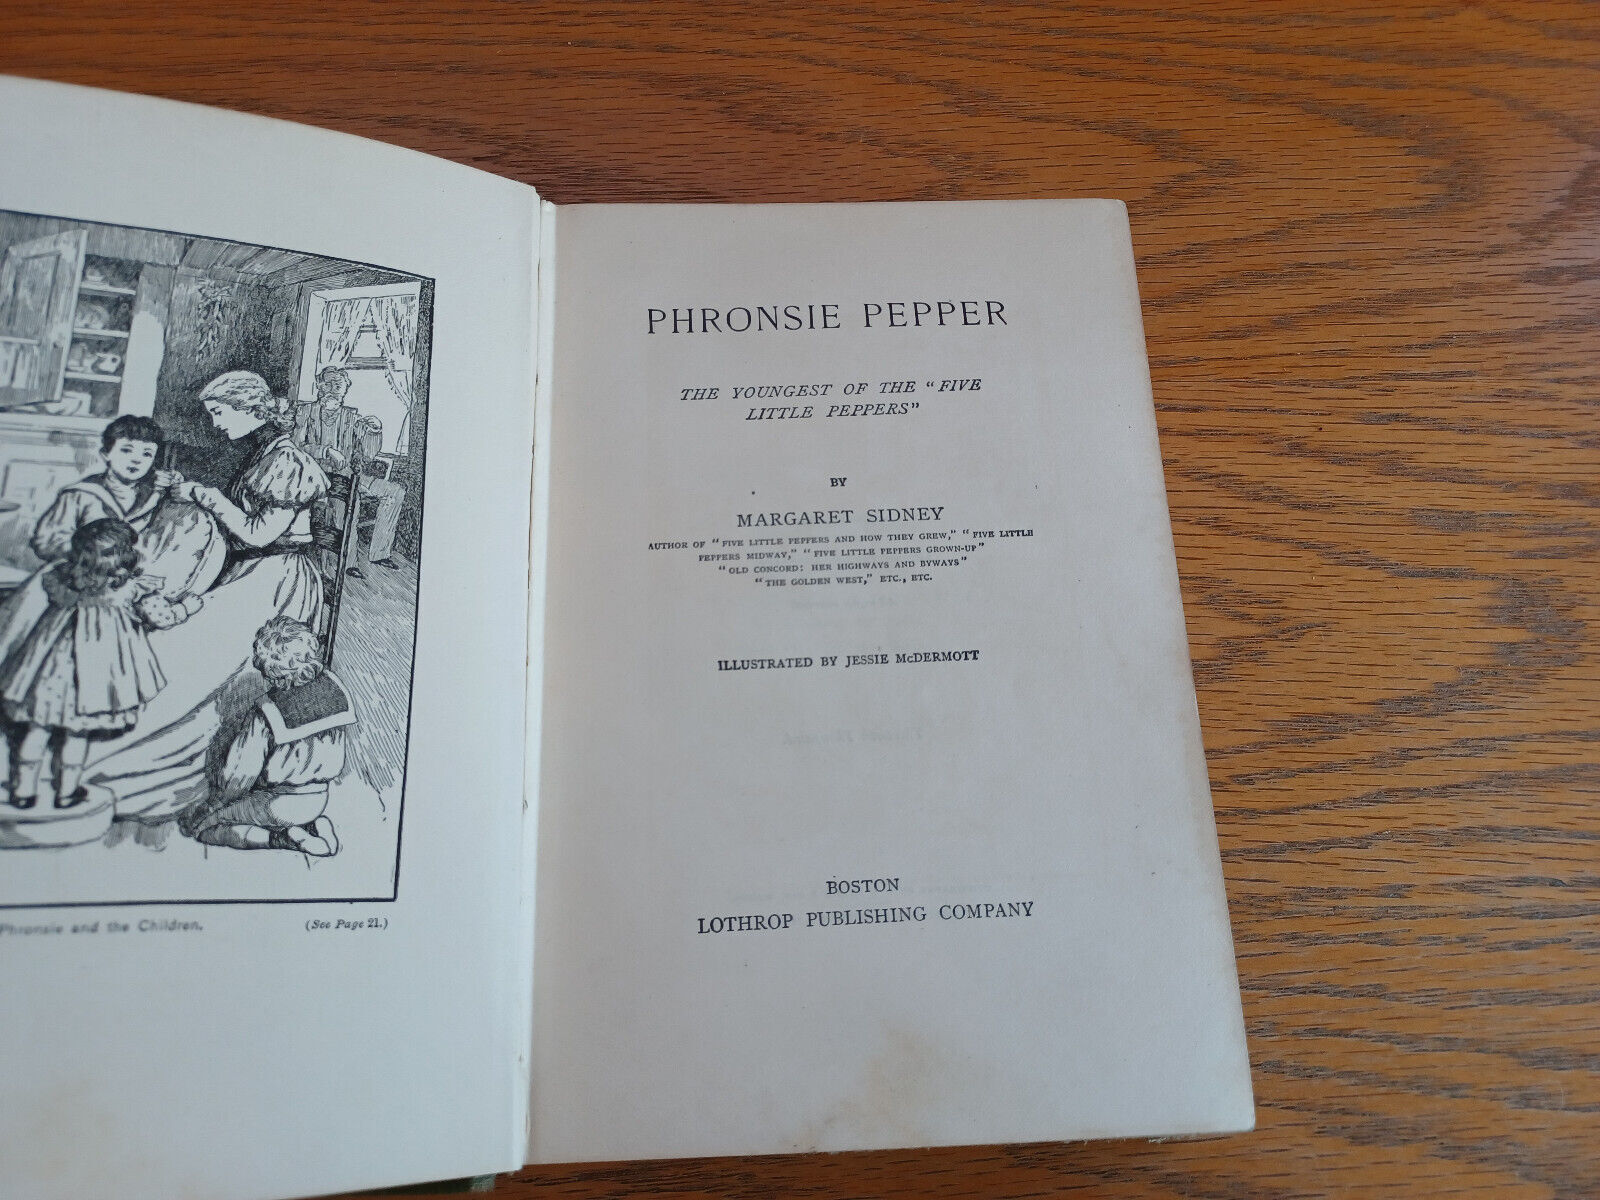 Phronsie and the Children. (See Page 21.)
PHRONSIE PEPPER
THE YOUNGEST OF THE "FIVE
LITTLE PEPPERS"
BY
MARGARET SIDNEY
AUTHOR OF "FIVE LITTLE PEPPERS AND HOW THEY GREW," "FIVE LITTLE
PEPPERS MIDWAY," "FIVE LITTLE PEPPERS GROWN-UP"
"OLD CONCORD: HER HIGHWAYS AND BYWAYS"
"THE GOLDEN WEST," ETC., ETC.
ILLUSTRATED BY JESSIE McDERMOTT
BOSTON
LOTHROP PUBLISHING COMPANY